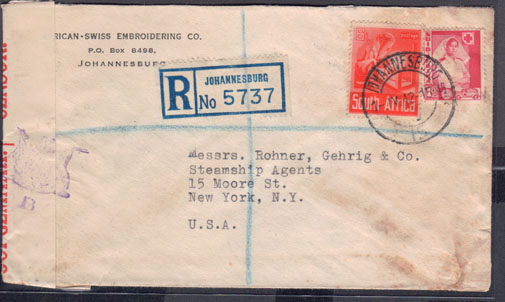 RICAN-SWISS EMBROIDERING CO.
P.O. Box 8498,
JOHANNESBURG
R
JOHANNESBURG
No 5737
South Africa
JOHANNESBURG
Messrs. Rohner, Gehrig & Co.
Steamship Agents
15 Moore St.
New York, N.Y.
U.S.A.
B